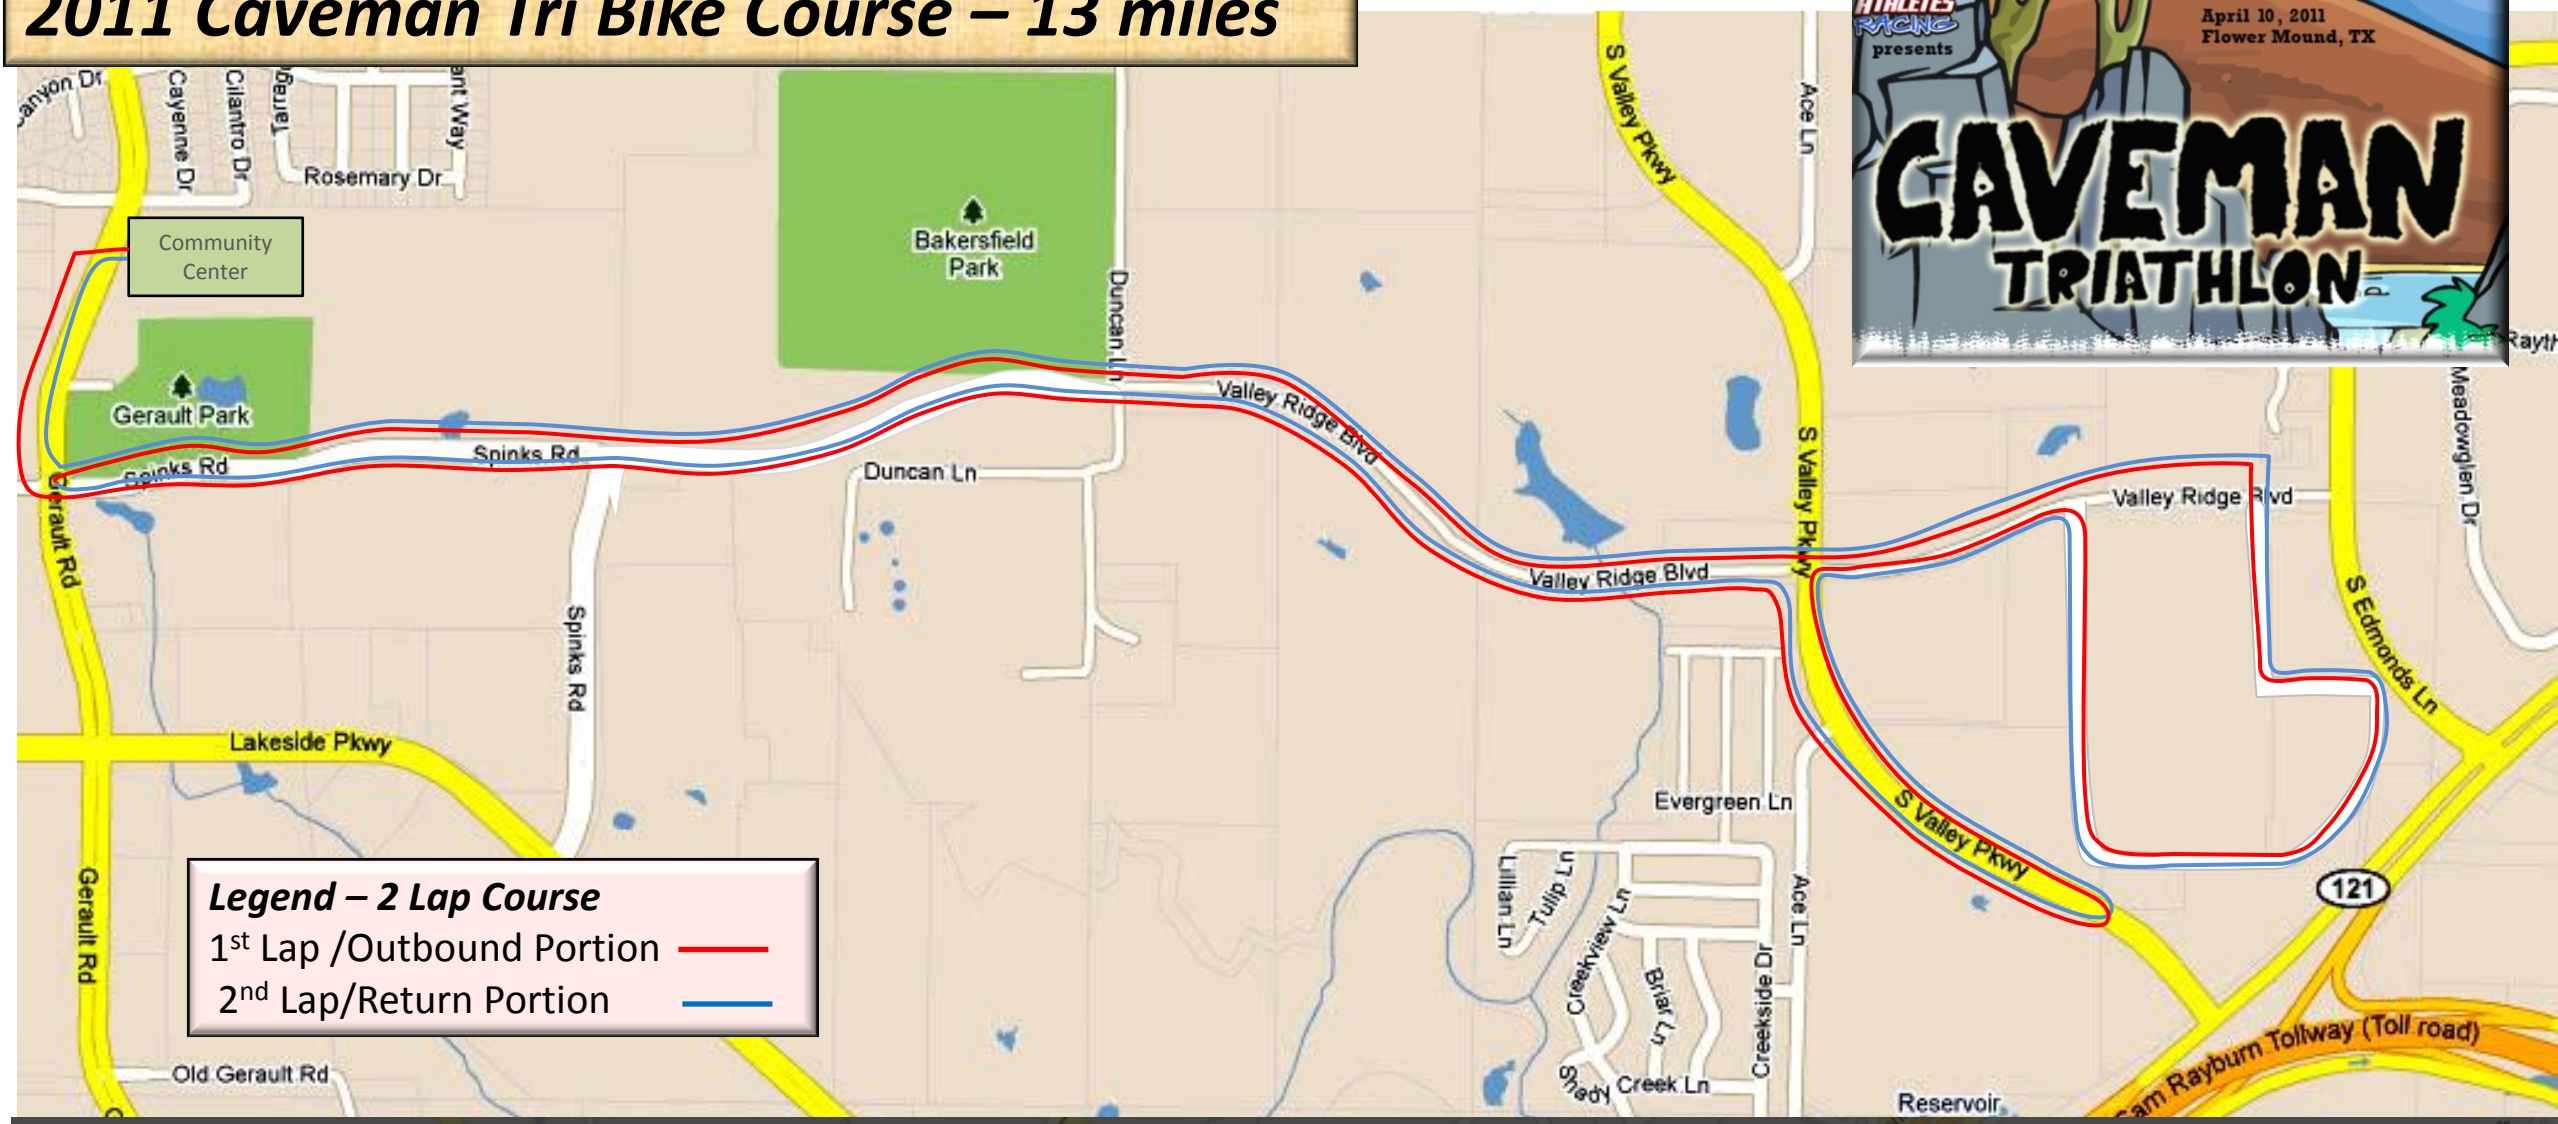 2011 Caveman Tri Bike Course – 13 miles
ATHLETES
RACING
presents
April 10, 2011
Flower Mound, TX
CAVEMAN
TRIATHLON
Cayenne Dr
Cilantro Dr
Rosemary Dr
Community
Center
Gerault Park
Bakersfield
Park
Duncan Ln
S Valley Pkwy
Ace Ln
Spinks Rd
Spinks Rd
Duncan Ln
Valley Ridge Blvd
S Valley Pkwy
Valley Ridge Blvd
Valley Ridge Blvd
Meadowglen Dr
S Edmonds Ln
Gerault Rd
Spinks Rd
Lakeside Pkwy
Evergreen Ln
S Valley Pkwy
Lillian Ln
Tulip Ln
Creekview Ln
Briar Ln
Creekside Dr
Ace Ln
Shady Creek Ln
121
Sam Rayburn Tollway (Toll road)
Reservoir
Gerault Rd
Old Gerault Rd
Legend – 2 Lap Course
1st Lap /Outbound Portion
2nd Lap/Return Portion